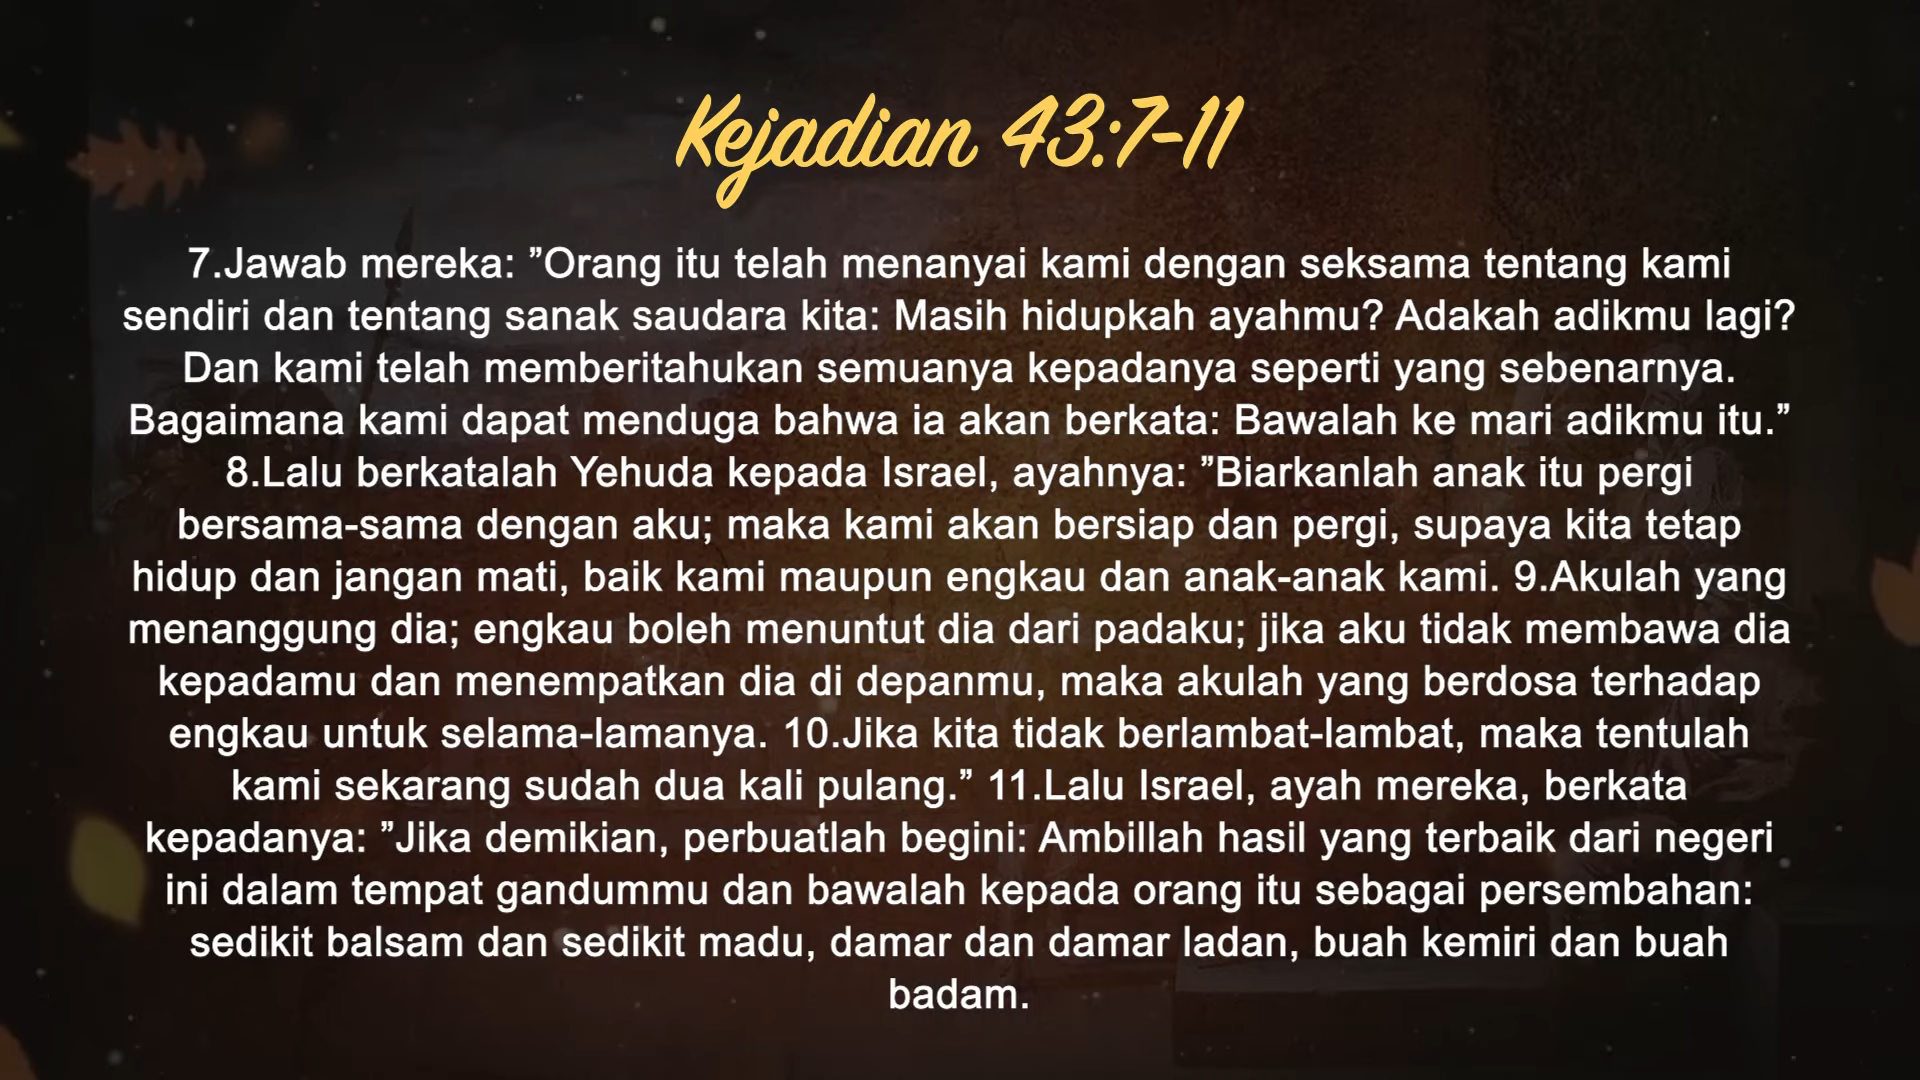 Kejadian 43:7-11
7.Jawab mereka: ”Orang itu telah menanyai kami dengan seksama tentang kami
sendiri dan tentang sanak saudara kita: Masih hidupkah ayahmu? Adakah adikmu lagi?
Dan kami telah memberitahukan semuanya kepadanya seperti yang sebenarnya.
Bagaimana kami dapat menduga bahwa ia akan berkata: Bawalah ke mari adikmu itu.”
8.Lalu berkatalah Yehuda kepada Israel, ayahnya: ”Biarkanlah anak itu pergi
bersama-sama dengan aku; maka kami akan bersiap dan pergi, supaya kita tetap
hidup dan jangan mati, baik kami maupun engkau dan anak-anak kami. 9.Akulah yang
menanggung dia; engkau boleh menuntut dia dari padaku; jika aku tidak membawa dia
kepadamu dan menempatkan dia di depanmu, maka akulah yang berdosa terhadap
engkau untuk selama-lamanya. 10.Jika kita tidak berlambat-lambat, maka tentulah
kami sekarang sudah dua kali pulang.” 11.Lalu Israel, ayah mereka, berkata
kepadanya: ”Jika demikian, perbuatlah begini: Ambillah hasil yang terbaik dari negeri
ini dalam tempat gandummu dan bawalah kepada orang itu sebagai persembahan:
sedikit balsam dan sedikit madu, damar dan damar ladan, buah kemiri dan buah
badam.